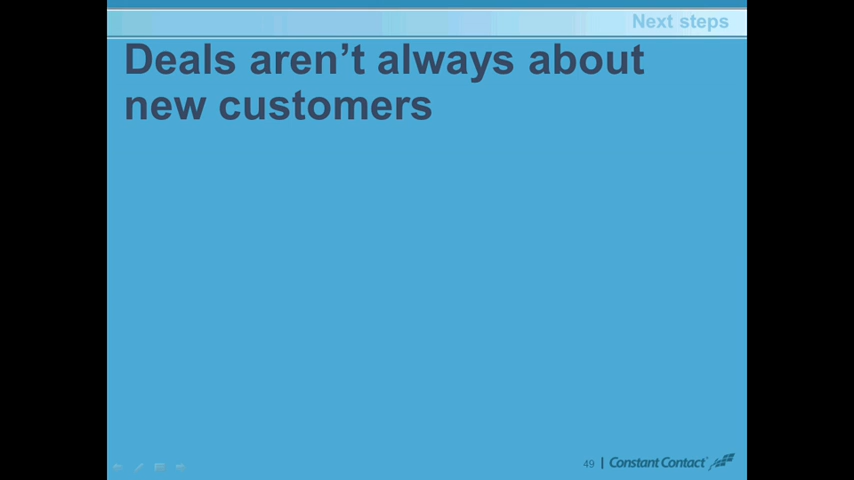 Next steps
Deals aren’t always about
new customers
49 | Constant Contact